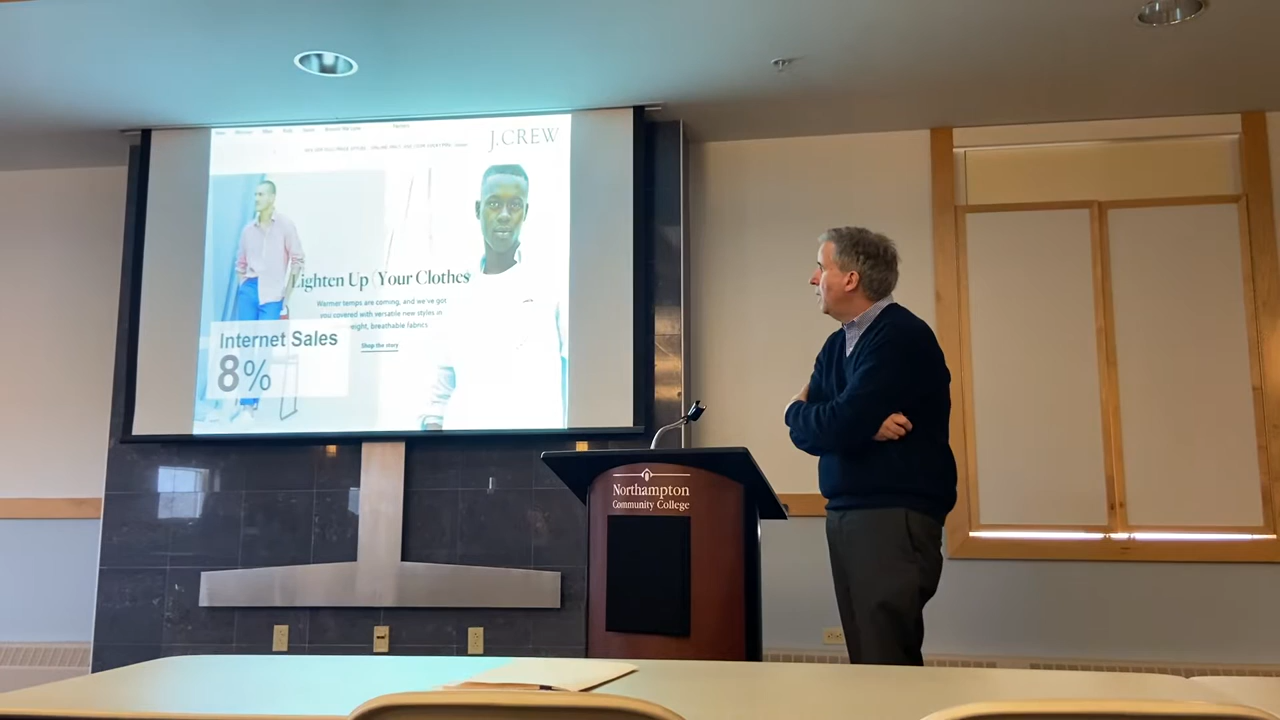 J.CREW
Lighten Up Your Clothes
Warmer temps are coming, and we've got
you covered with versatile new styles in
eight, breathable fabrics
Shop the story
Internet Sales
8%
Northampton
Community College